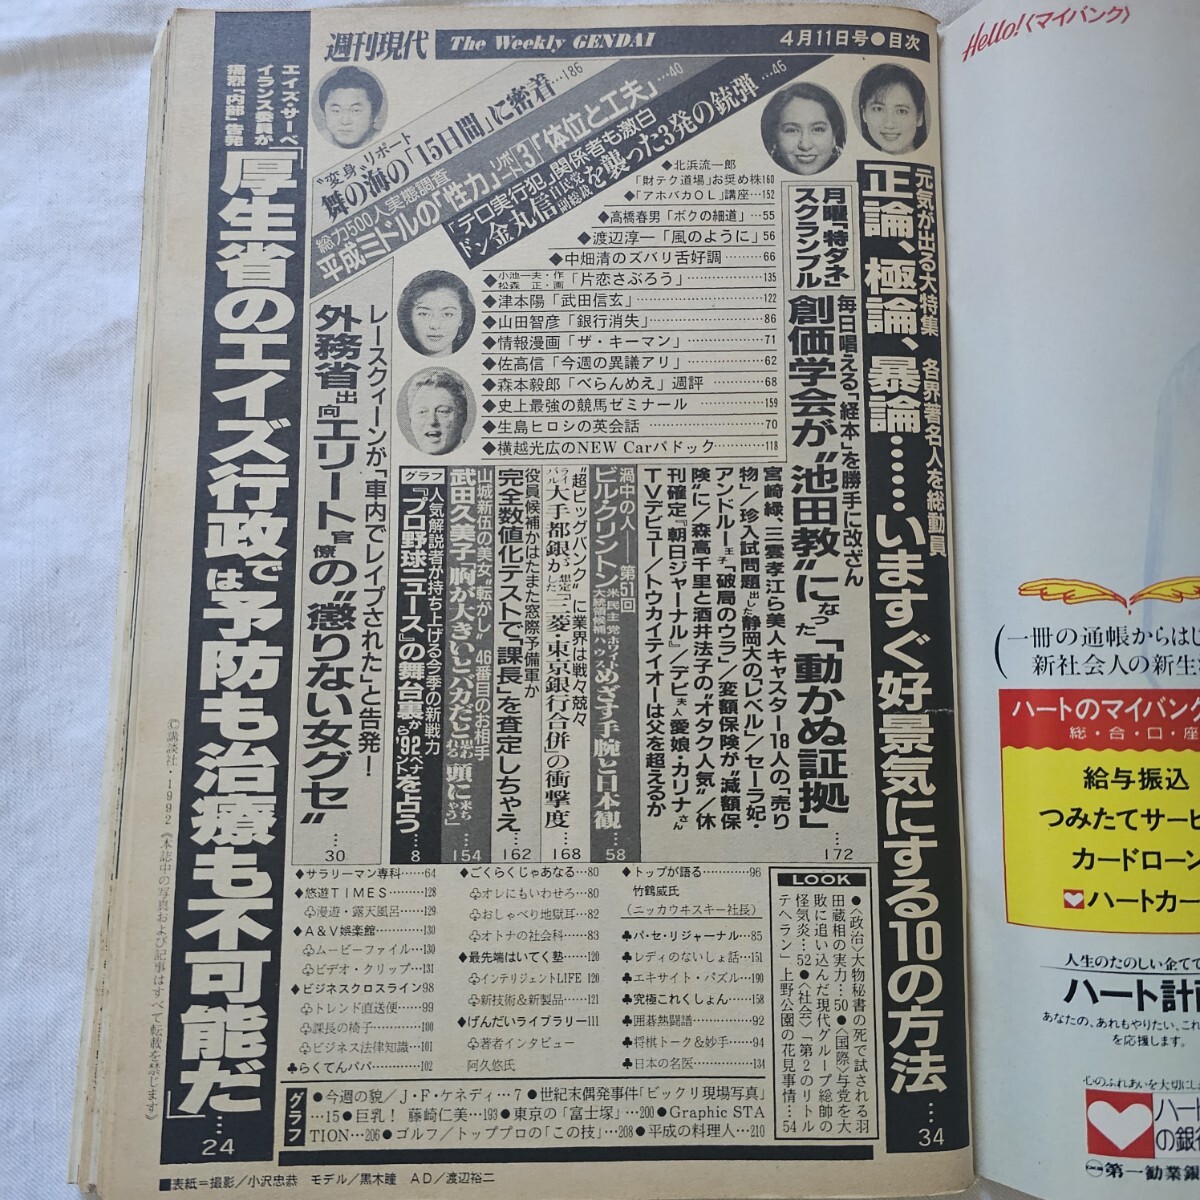 週刊現代 The Weekly GENDAI 4月11日号●目次
元気が出る大特集 各界著名人を総動員
正論、極論、暴論……いますぐ好景気にする10の方法…34
月曜「特ダネ」スクランブル
毎日唱える「経本」を勝手に改ざん
創価学会が〝池田教〟になった「動かぬ証拠」…172
宮崎緑、三雲孝江ら美人キャスター18人の「売り
物」/珍入試問題出した静岡大の「レベル」/セーラ妃・
アンドルー王子「破局のウラ」/変額保険が〝減額保
険〟に/森高千里と酒井法子の〝オタク人気〟/休
刊確定『朝日ジャーナル』/デビ夫人愛娘・カリナさん
TVデビュー/トウカイテイオーは父を超えるか
〝変身〟リポート
舞の海の「15日間」に密着…186
総力500人実態調査
平成ミドルの「性力」リポート[3]「体位と工夫」…40
「テロ実行犯、関係者も激白
ドン金丸信自民党副総裁を襲った3発の銃弾…46
◆北浜流一郎
「財テク道場」お奨め株160
◆「アホバカOL」講座…152
◆高橋春男「ボクの細道」…55
◆渡辺淳一「風のように」56
◆中畑清のズバリ舌好調……66
◆小池一夫・作 松森正・画「片恋さぶろう」……135
◆津本陽「武田信玄」……122
◆山田智彦「銀行消失」……86
◆情報漫画「ザ・キーマン」……71
◆佐高信「今週の異議アリ」……62
◆森本毅郎「べらんめえ」週評……68
◆史上最強の競馬ゼミナール……159
◆生島ヒロシの英会話……70
◆横越光広のNEW Carパドック……118
渦中の人――第51回
ビル・クリントン米民主党大統領候補ホワイトハウスめざす手腕と日本観…58
〝超ビッグバンク〟に業界は戦々兢々
ライバル大手都銀が想定した「三菱・東京銀行合併」の衝撃度…168
役員候補かはたまた窓際予備軍か
完全数値化テストで「課長」を査定しちゃえ…162
山城新伍の美女〝転がし〟46番目のお相手
武田久美子「胸が大きいとバカだと思われる頭に来ちゃう」…154
グラフ 人気解説者が持ち上げる今季の新戦力
『プロ野球ニュース』の舞台裏から'92ペナントを占う…8
レースクィーンが「車内でレイプされた」と告発!
外務省出向エリート官僚の〝懲りない女グセ〟…30
エイズ・サーベイランス委員が痛烈「内部」告発
「厚生省のエイズ行政では予防も治療も不可能だ」…24
◆サラリーマン専科……64
◆悠遊TIMES……128
♧漫遊・露天風呂……129
◆A&V娯楽館……130
♧ムービーファイル…130
♧ビデオ・クリップ…131
◆ビジネスクロスライン98
♧トレンド直送便……99
♧課長の椅子……100
♧ビジネス法律知識…101
♣らくてんパパ……102
◆ごくらくじゃあなる…80
♧オレにもいわせろ…80
♧おしゃべり地獄耳…82
♧オトナの社会科……83
◆最先端はいてく塾……120
♧インテリジェントLIFE 120
♧新技術&新製品……121
◆げんだいライブラリー111
♧著者インタビュー
阿久悠氏
◆トップが語る……96
竹鶴威氏
(ニッカウヰスキー社長)
♣パ・セ・リジャーナル…85
♣レディのないしょ話…151
♣エキサイト・パズル…190
♣究極これくしょん……158
♣囲碁熱闘譜……92
♣将棋トーク&妙手……94
♣日本の名医……134
LOOK
●〈政治〉大物秘書の死で試される羽
田蔵相の実力…50●〈国際〉与党を大
敗に追い込んだ現代グループ総帥の
怪気炎…52●〈社会〉「第2のリトル
テヘラン」上野公園の花見事情…54
グラフ
●今週の貌/J・F・ケネディ…7●世紀末偶発事件「ビックリ現場写真」
…15●巨乳! 藤崎仁美…193●東京の「富士塚」…200●Graphic STA
TION…206●ゴルフ/トッププロの「この技」…208●平成の料理人…210
■表紙=撮影/小沢忠恭 モデル/黒木瞳 AD/渡辺裕二
©講談社・1992《本誌中の写真および記事はすべて転載を禁じます》
Hello!〈マイバンク〉
一冊の通帳からはじ
新社会人の新生
ハートのマイバンク
総・合・口・座
給与振込
つみたてサービ
カードローン
ハートカー
人生のたのしい企てで
ハート計画
あなたの、あれもやりたい、これ
を応援します。
心のふれあいを大切にし
ハート
の銀行
第一勧業銀